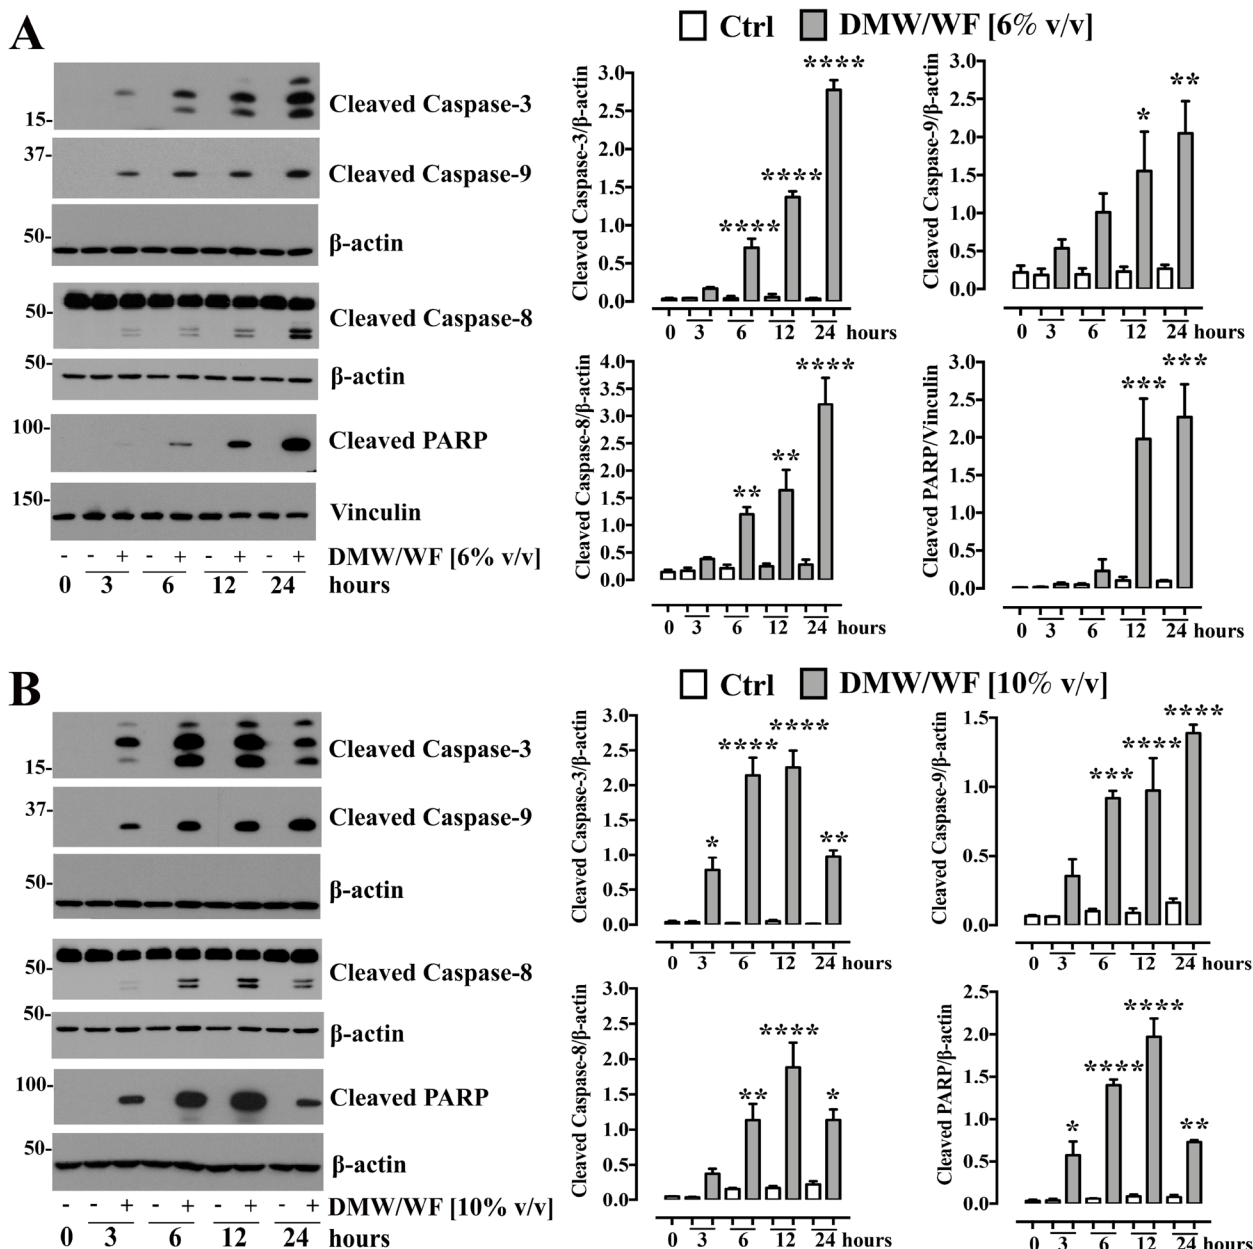 A
Ctrl DMW/WF [6% v/v]
15- Cleaved Caspase-3
37- Cleaved Caspase-9
50- β-actin
50- Cleaved Caspase-8
50- β-actin
100- Cleaved PARP
150- Vinculin
- - + - + - + - + DMW/WF [6% v/v]
0 3 6 12 24 hours
Cleaved Caspase-3/β-actin
3.0
2.5
2.0
1.5
1.0
0.5
0.0
**** **** ****
0 3 6 12 24 hours
Cleaved Caspase-9/β-actin
3.0
2.5
2.0
1.5
1.0
0.5
0.0
* **
0 3 6 12 24 hours
Cleaved Caspase-8/β-actin
4.0
3.5
3.0
2.5
2.0
1.5
1.0
0.5
0.0
** ** ****
0 3 6 12 24 hours
Cleaved PARP/Vinculin
3.0
2.5
2.0
1.5
1.0
0.5
0.0
*** ***
0 3 6 12 24 hours
B
Ctrl DMW/WF [10% v/v]
15- Cleaved Caspase-3
37- Cleaved Caspase-9
50- β-actin
50- Cleaved Caspase-8
50- β-actin
100- Cleaved PARP
50- β-actin
- - + - + - + - + DMW/WF [10% v/v]
0 3 6 12 24 hours
Cleaved Caspase-3/β-actin
3.0
2.5
2.0
1.5
1.0
0.5
0.0
* **** **** **
0 3 6 12 24 hours
Cleaved Caspase-9/β-actin
1.5
1.0
0.5
0.0
*** **** ****
0 3 6 12 24 hours
Cleaved Caspase-8/β-actin
3.0
2.5
2.0
1.5
1.0
0.5
0.0
** **** *
0 3 6 12 24 hours
Cleaved PARP/β-actin
2.5
2.0
1.5
1.0
0.5
0.0
* **** **** **
0 3 6 12 24 hours